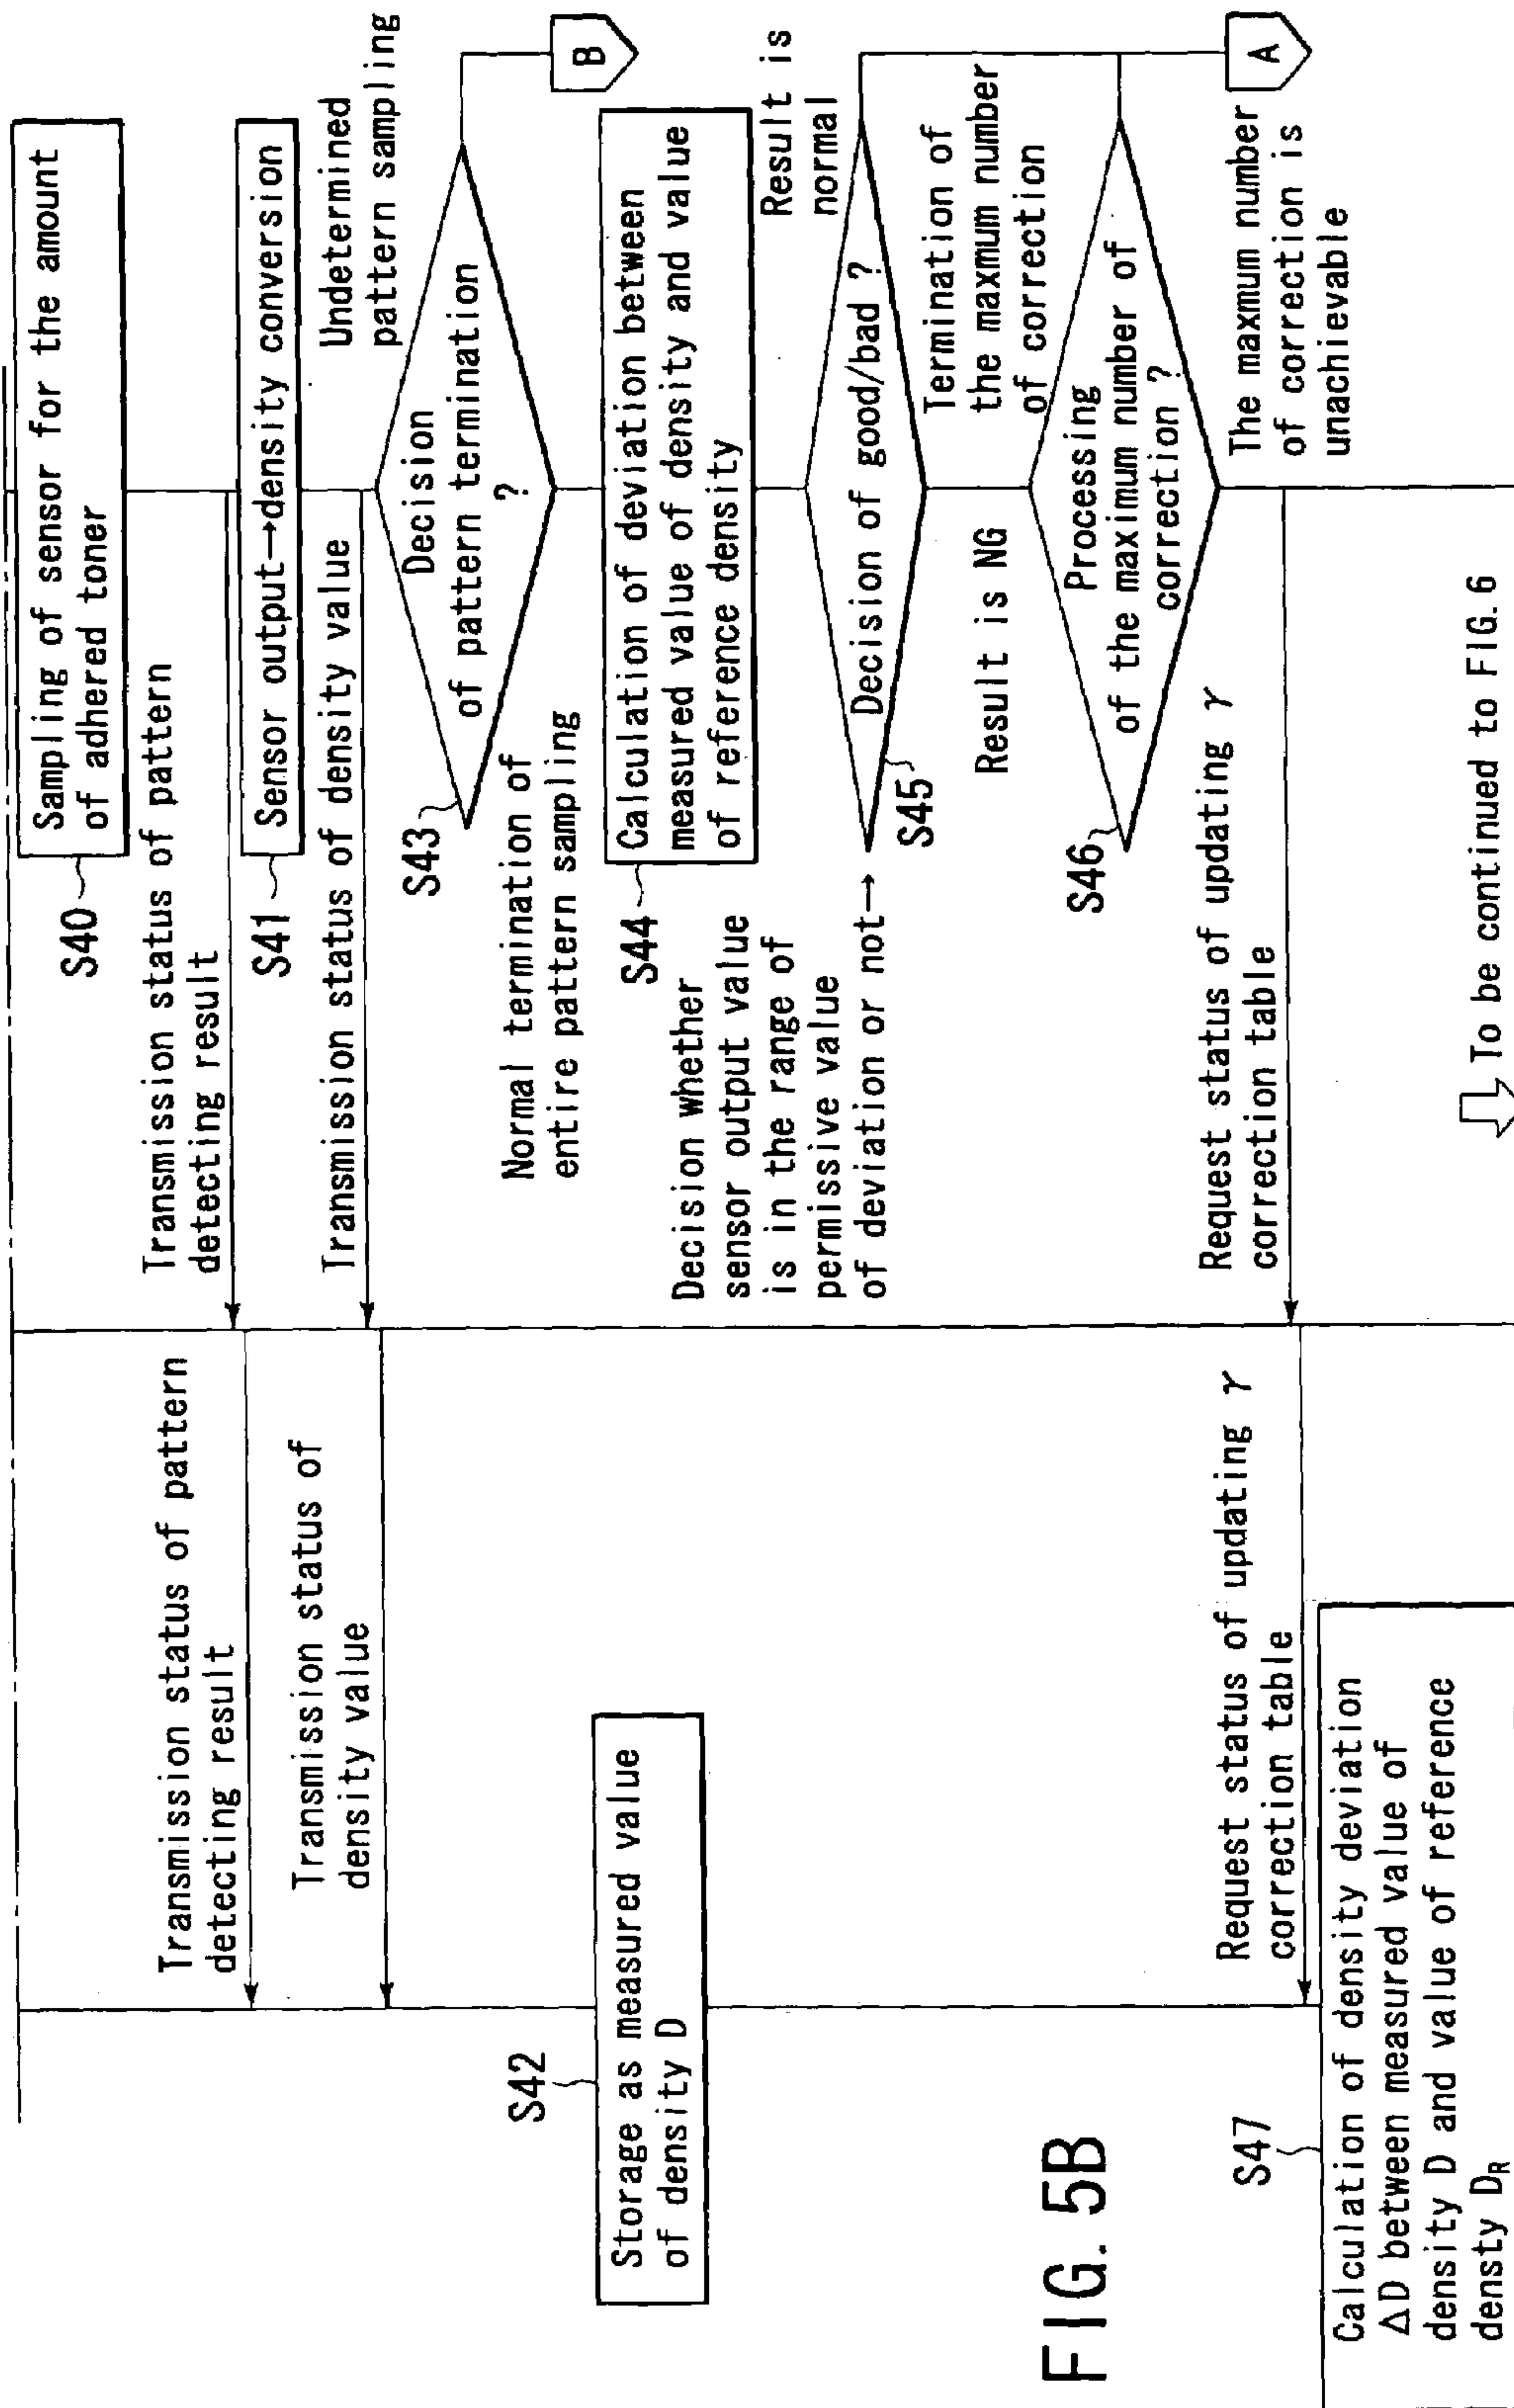 Sampling of sensor for the amount
of adhered toner
S40
Transmission status of pattern
detecting result
Transmission status of pattern
detecting result
Sensor output→density conversion
S41
Transmission status of density value
Transmission status of
density value
Undetermined
pattern sampling
Decision
of pattern termination
?
S43
B
Normal termination of
entire pattern sampling
Storage as measured value
of density D
S42
Calculation of deviation between
measured value of density and value
of reference density
S44
Decision whether
sensor output value
is in the range of
permissive value
of deviation or not→
Result is
normal
Decision of good/bad ?
S45
Result is NG
Termination of
the maxmum number
of correction
Processing
of the maximum number of
correction ?
S46
A
The maxmum number
of correction is
unachievable
Request status of updating γ
correction table
Request status of updating γ
correction table
S47
Calculation of density deviation
ΔD between measured value of
density D and value of reference
densty DR
To be continued to FIG. 6
FIG. 5B